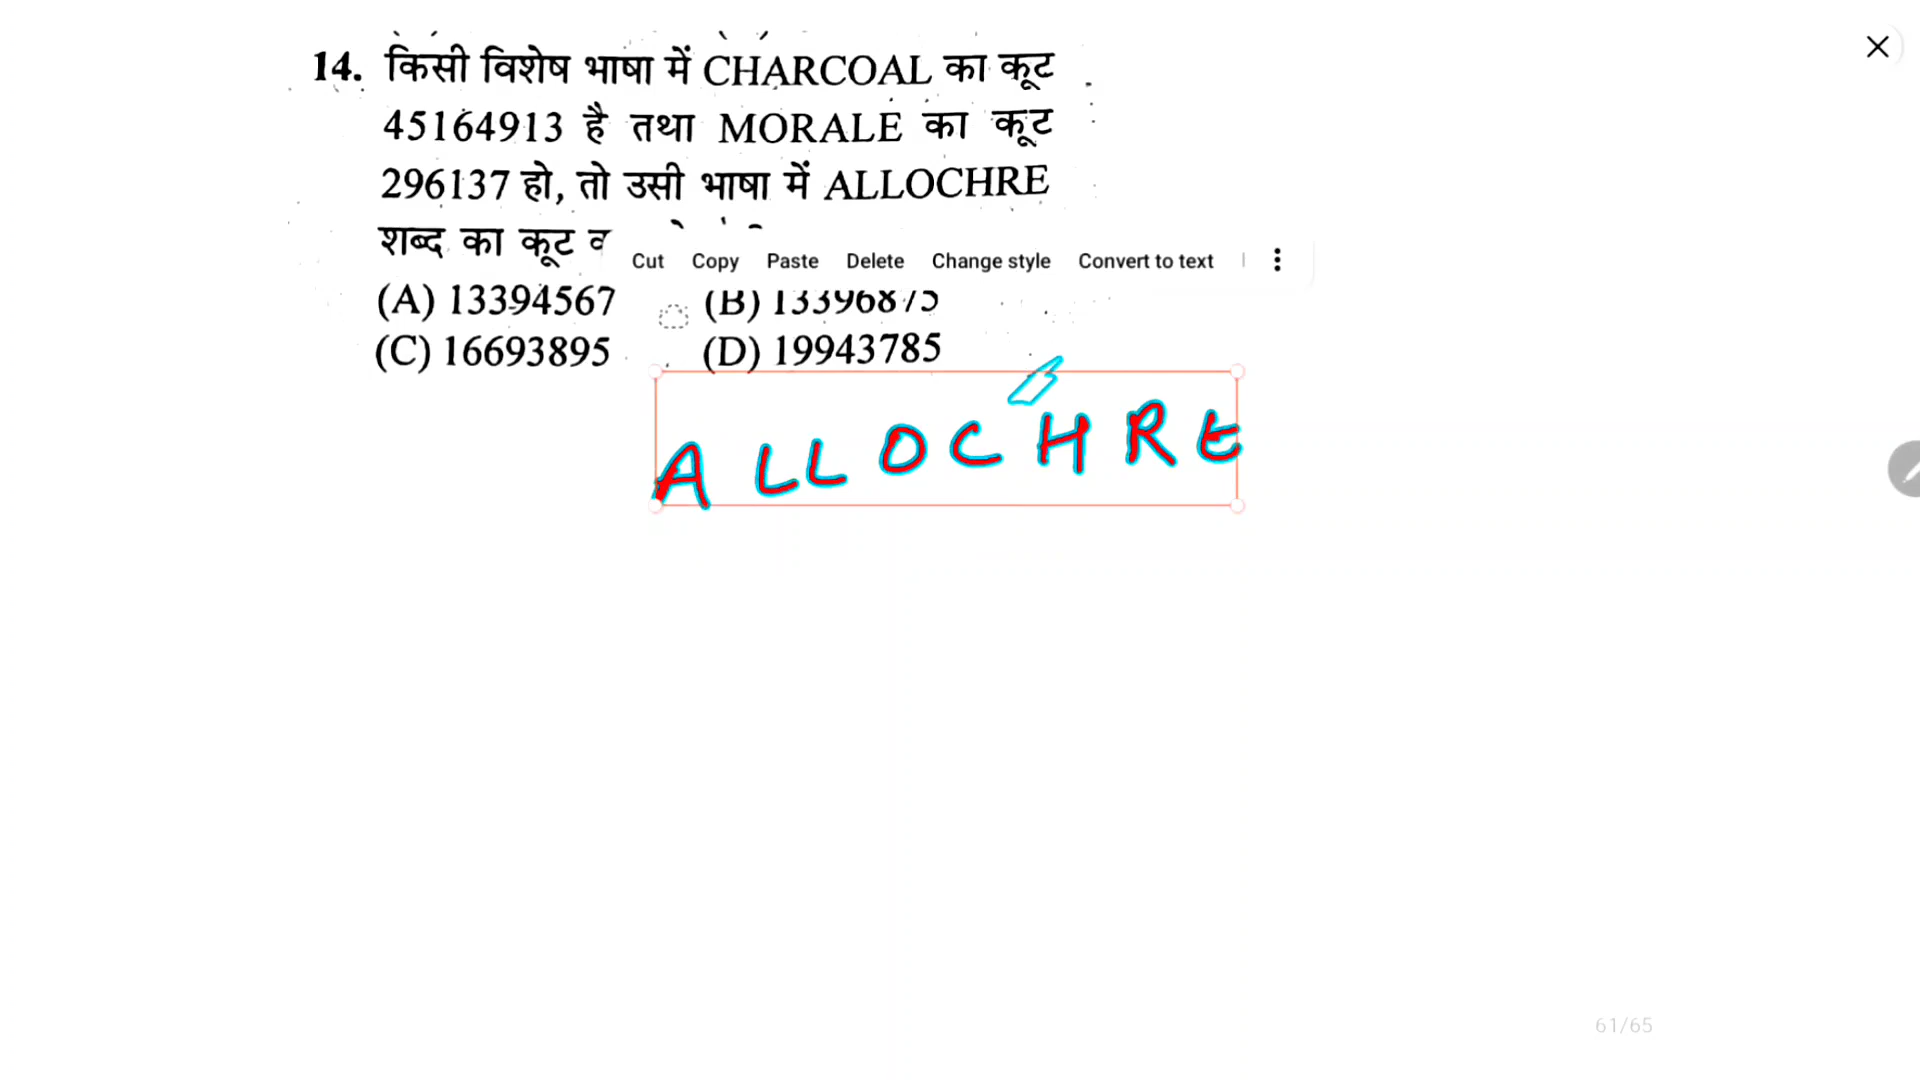 14. किसी विशेष भाषा में CHARCOAL का कूट
45164913 है तथा MORALE का कूट
296137 हो, तो उसी भाषा में ALLOCHRE
शब्द का कूट
Cut Copy Paste Delete Change style Convert to text
(A) 13394567 (B) 13396875
(C) 16693895 (D) 19943785
ALLOCHRE
61/65